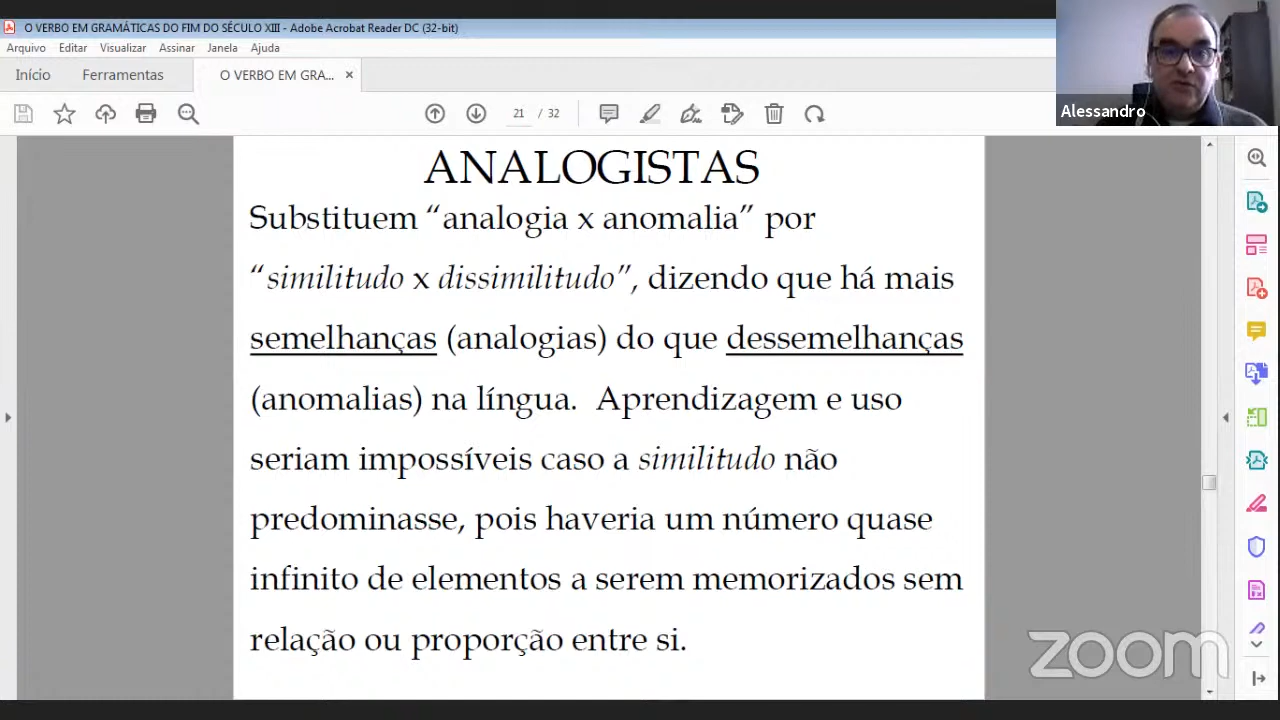 O VERBO EM GRAMÁTICAS DO FIM DO SÉCULO XIII - Adobe Acrobat Reader DC (32-bit)
Arquivo Editar Visualizar Assinar Janela Ajuda
Início Ferramentas O VERBO EM GRA... ×
21 / 32
Alessandro
ANALOGISTAS
Substituem “analogia x anomalia” por
“similitudo x dissimilitudo”, dizendo que há mais
semelhanças (analogias) do que dessemelhanças
(anomalias) na língua. Aprendizagem e uso
seriam impossíveis caso a similitudo não
predominasse, pois haveria um número quase
infinito de elementos a serem memorizados sem
relação ou proporção entre si.
zoom